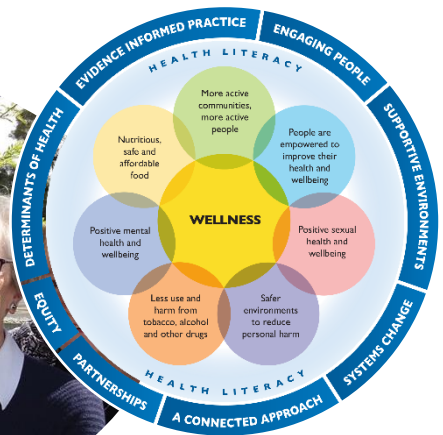 EVIDENCE INFORMED PRACTICE
ENGAGING PEOPLE
SUPPORTIVE ENVIRONMENTS
SYSTEMS CHANGE
A CONNECTED APPROACH
PARTNERSHIPS
EQUITY
DETERMINANTS OF HEALTH
HEALTH LITERACY
More active
communities,
more active
people
People are
empowered to
improve their
health and
wellbeing
Positive sexual
health and
wellbeing
Safer
environments
to reduce
personal harm
Less use and
harm from
tobacco, alcohol
and other drugs
Positive mental
health and
wellbeing
Nutritious,
safe and
affordable
food
WELLNESS
HEALTH LITERACY